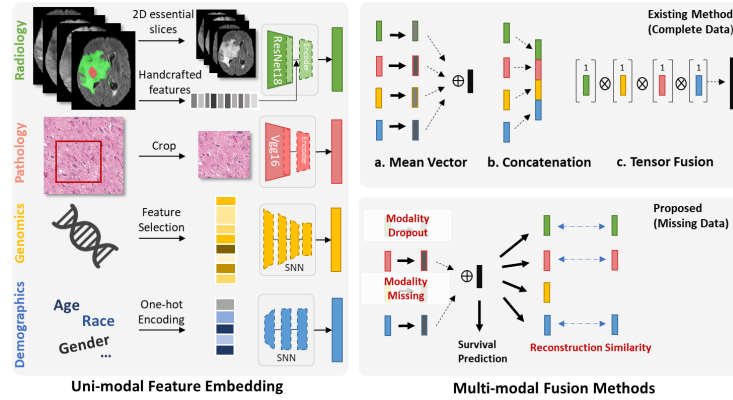 Radiology
2D essential
slices
Handcrafted
features
ResNet18
Encoder
Pathology
Crop
Vgg16
Encoder
Genomics
Feature
Selection
SNN
Demographics
Age
Race
Gender
...
One-hot
Encoding
SNN
Uni-modal Feature Embedding
Existing Method
(Complete Data)
a. Mean Vector
b. Concatenation
1
1
1
1
c. Tensor Fusion
Proposed
(Missing Data)
Modality
Dropout
Modality
Missing
Survival
Prediction
Reconstruction Similarity
Multi-modal Fusion Methods